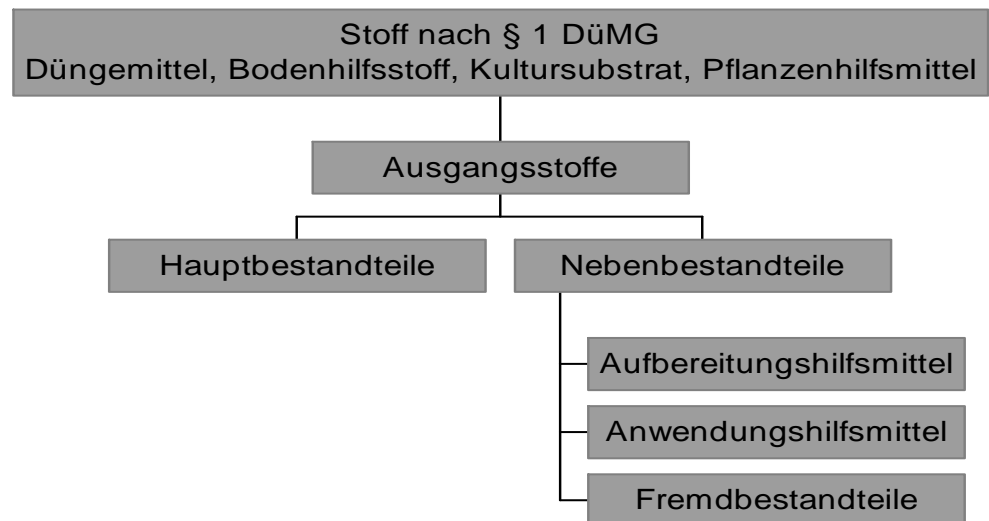 Stoff nach § 1 DüMG
Düngemittel, Bodenhilfsstoff, Kultursubstrat, Pflanzenhilfsmittel
Ausgangsstoffe
Hauptbestandteile
Nebenbestandteile
Aufbereitungshilfsmittel
Anwendungshilfsmittel
Fremdbestandteile